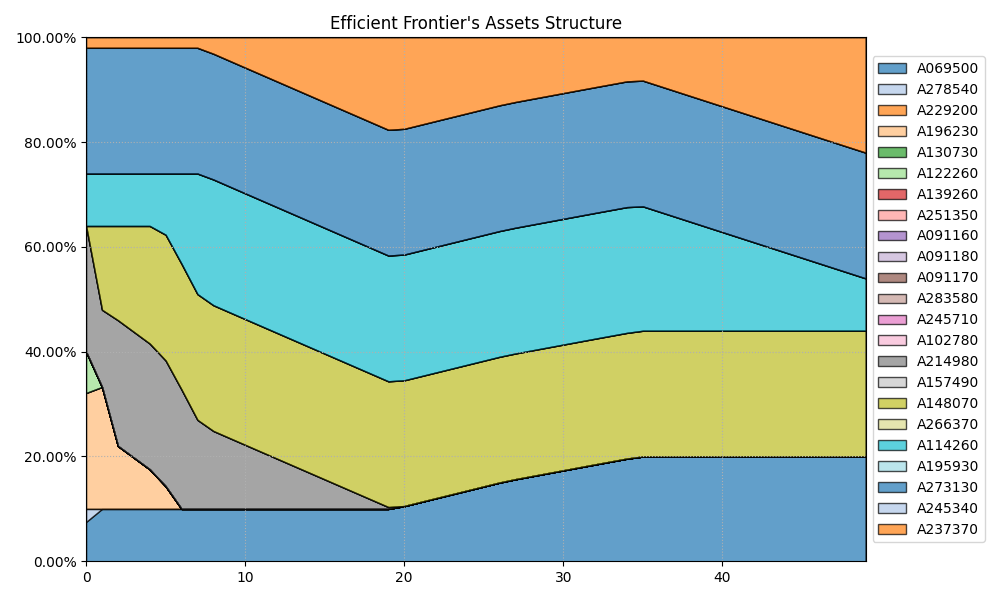 Efficient Frontier's Assets Structure
100.00%
80.00%
60.00%
40.00%
20.00%
0.00%
0
10
20
30
40
A069500
A278540
A229200
A196230
A130730
A122260
A139260
A251350
A091160
A091180
A091170
A283580
A245710
A102780
A214980
A157490
A148070
A266370
A114260
A195930
A273130
A245340
A237370